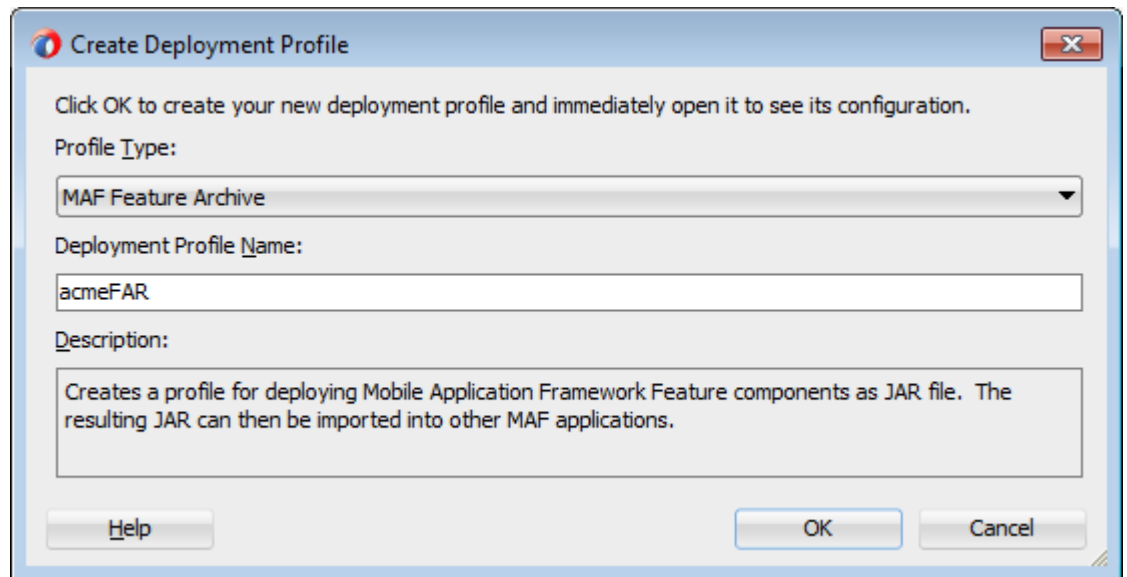 Create Deployment Profile
Click OK to create your new deployment profile and immediately open it to see its configuration.
Profile Type:
MAF Feature Archive
Deployment Profile Name:
acmeFAR
Description:
Creates a profile for deploying Mobile Application Framework Feature components as JAR file.  The
resulting JAR can then be imported into other MAF applications.
Help OK Cancel